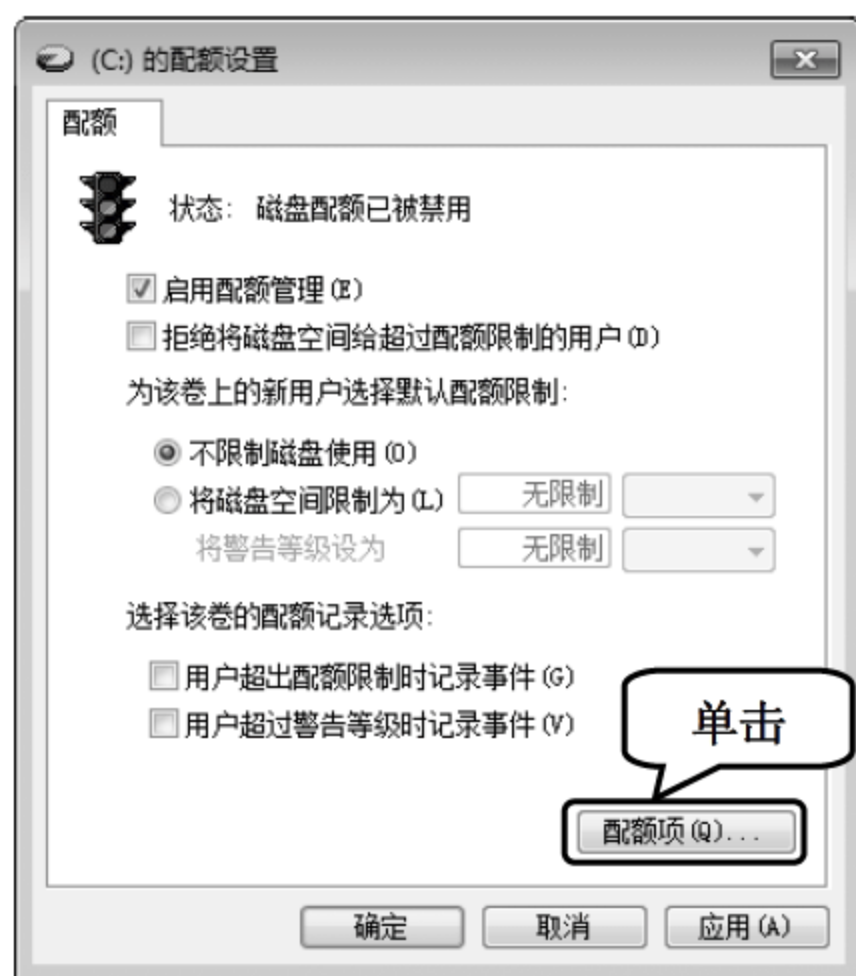 (C:) 的配额设置
配额
状态： 磁盘配额已被禁用
启用配额管理(E)
拒绝将磁盘空间给超过配额限制的用户(D)
为该卷上的新用户选择默认配额限制:
不限制磁盘使用(O)
将磁盘空间限制为(L) 无限制
将警告等级设为 无限制
选择该卷的配额记录选项:
用户超出配额限制时记录事件(G)
用户超过警告等级时记录事件(V)
单击
配额项(Q)...
确定 取消 应用(A)